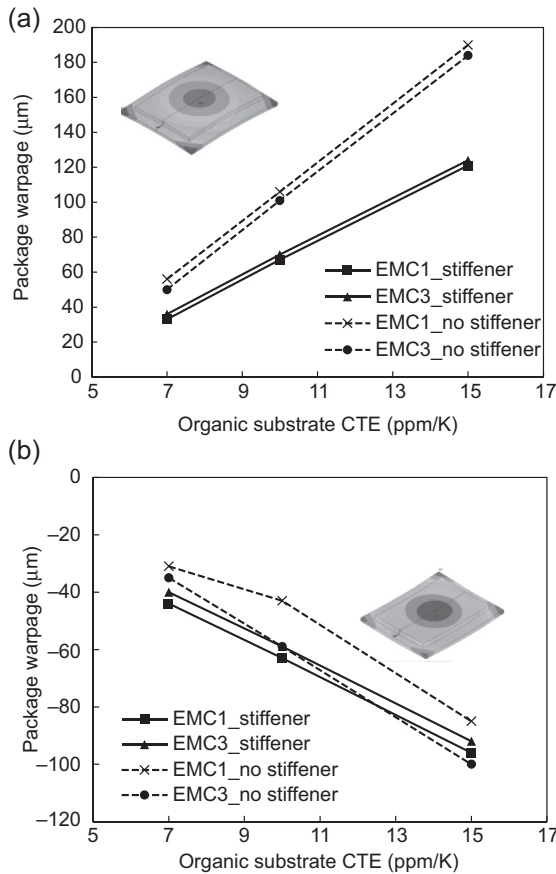 (a)
200
180
160
140
120
100
80
60
40
20
0
Package warpage (μm)
EMC1_stiffener
EMC3_stiffener
EMC1_no stiffener
EMC3_no stiffener
5 7 9 11 13 15 17
Organic substrate CTE (ppm/K)
(b)
0
–20
–40
–60
–80
–100
–120
Package warpage (μm)
EMC1_stiffener
EMC3_stiffener
EMC1_no stiffener
EMC3_no stiffener
5 7 9 11 13 15 17
Organic substrate CTE (ppm/K)